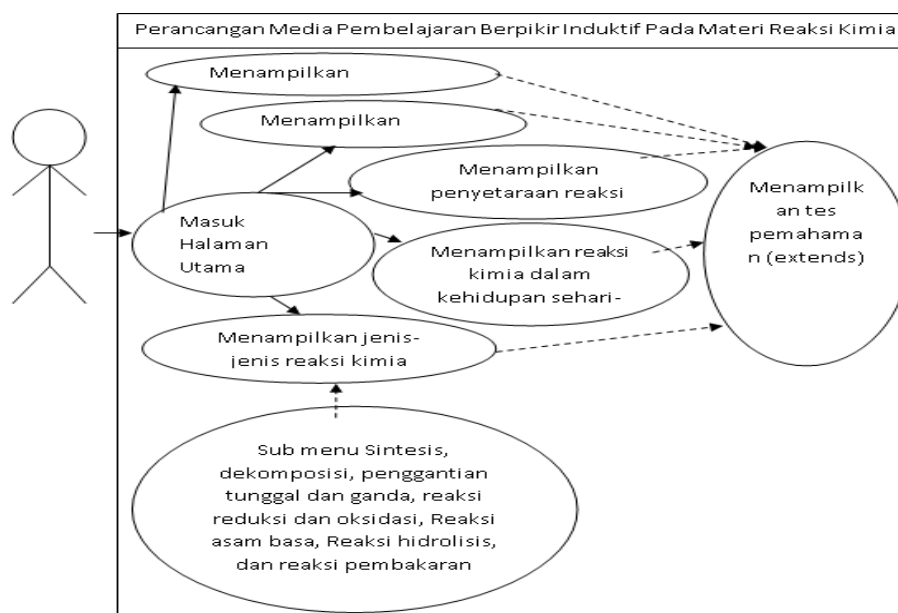 Perancangan Media Pembelajaran Berpikir Induktif Pada Materi Reaksi Kimia
Menampilkan
Menampilkan
Menampilkan
penyetaraan reaksi
Masuk
Halaman
Utama
Menampilkan reaksi
kimia dalam
kehidupan sehari-
Menampilk
an tes
pemahama
n (extends)
Menampilkan jenis-
jenis reaksi kimia
Sub menu Sintesis,
dekomposisi, penggantian
tunggal dan ganda, reaksi
reduksi dan oksidasi, Reaksi
asam basa, Reaksi hidrolisis,
dan reaksi pembakaran